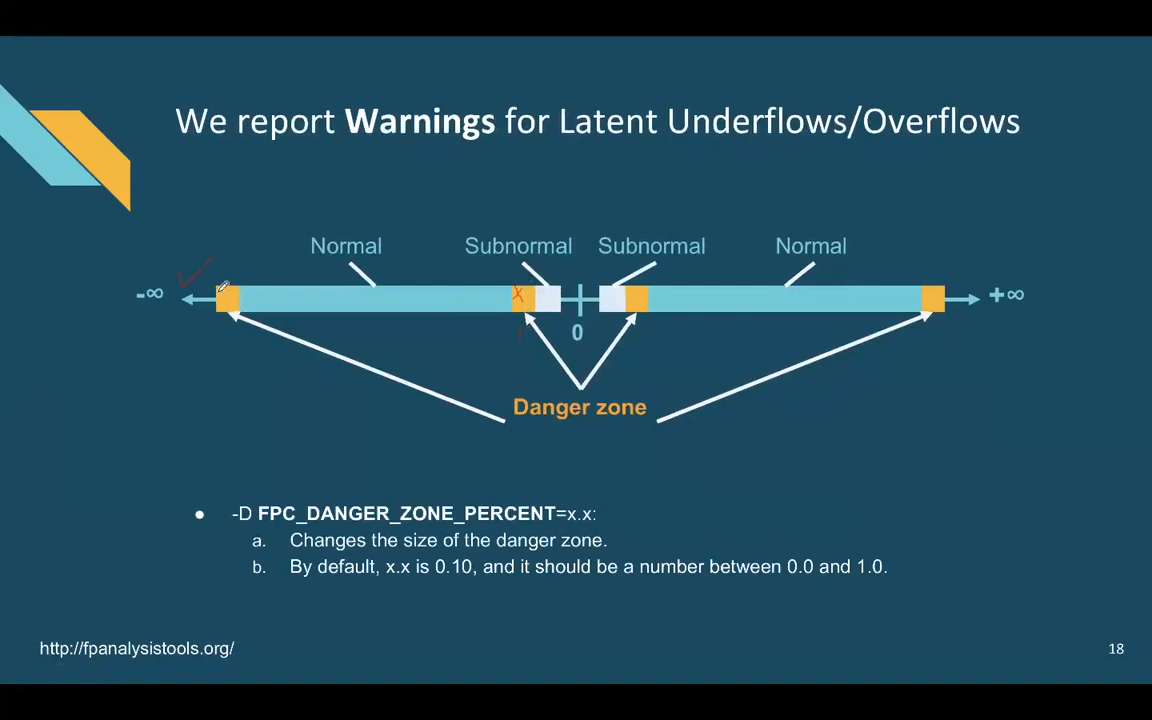 We report Warnings for Latent Underflows/Overflows
Normal Subnormal Subnormal Normal
-∞ +∞
0
Danger zone
● -D FPC_DANGER_ZONE_PERCENT=x.x:
a. Changes the size of the danger zone.
b. By default, x.x is 0.10, and it should be a number between 0.0 and 1.0.
http://fpanalysistools.org/ 18